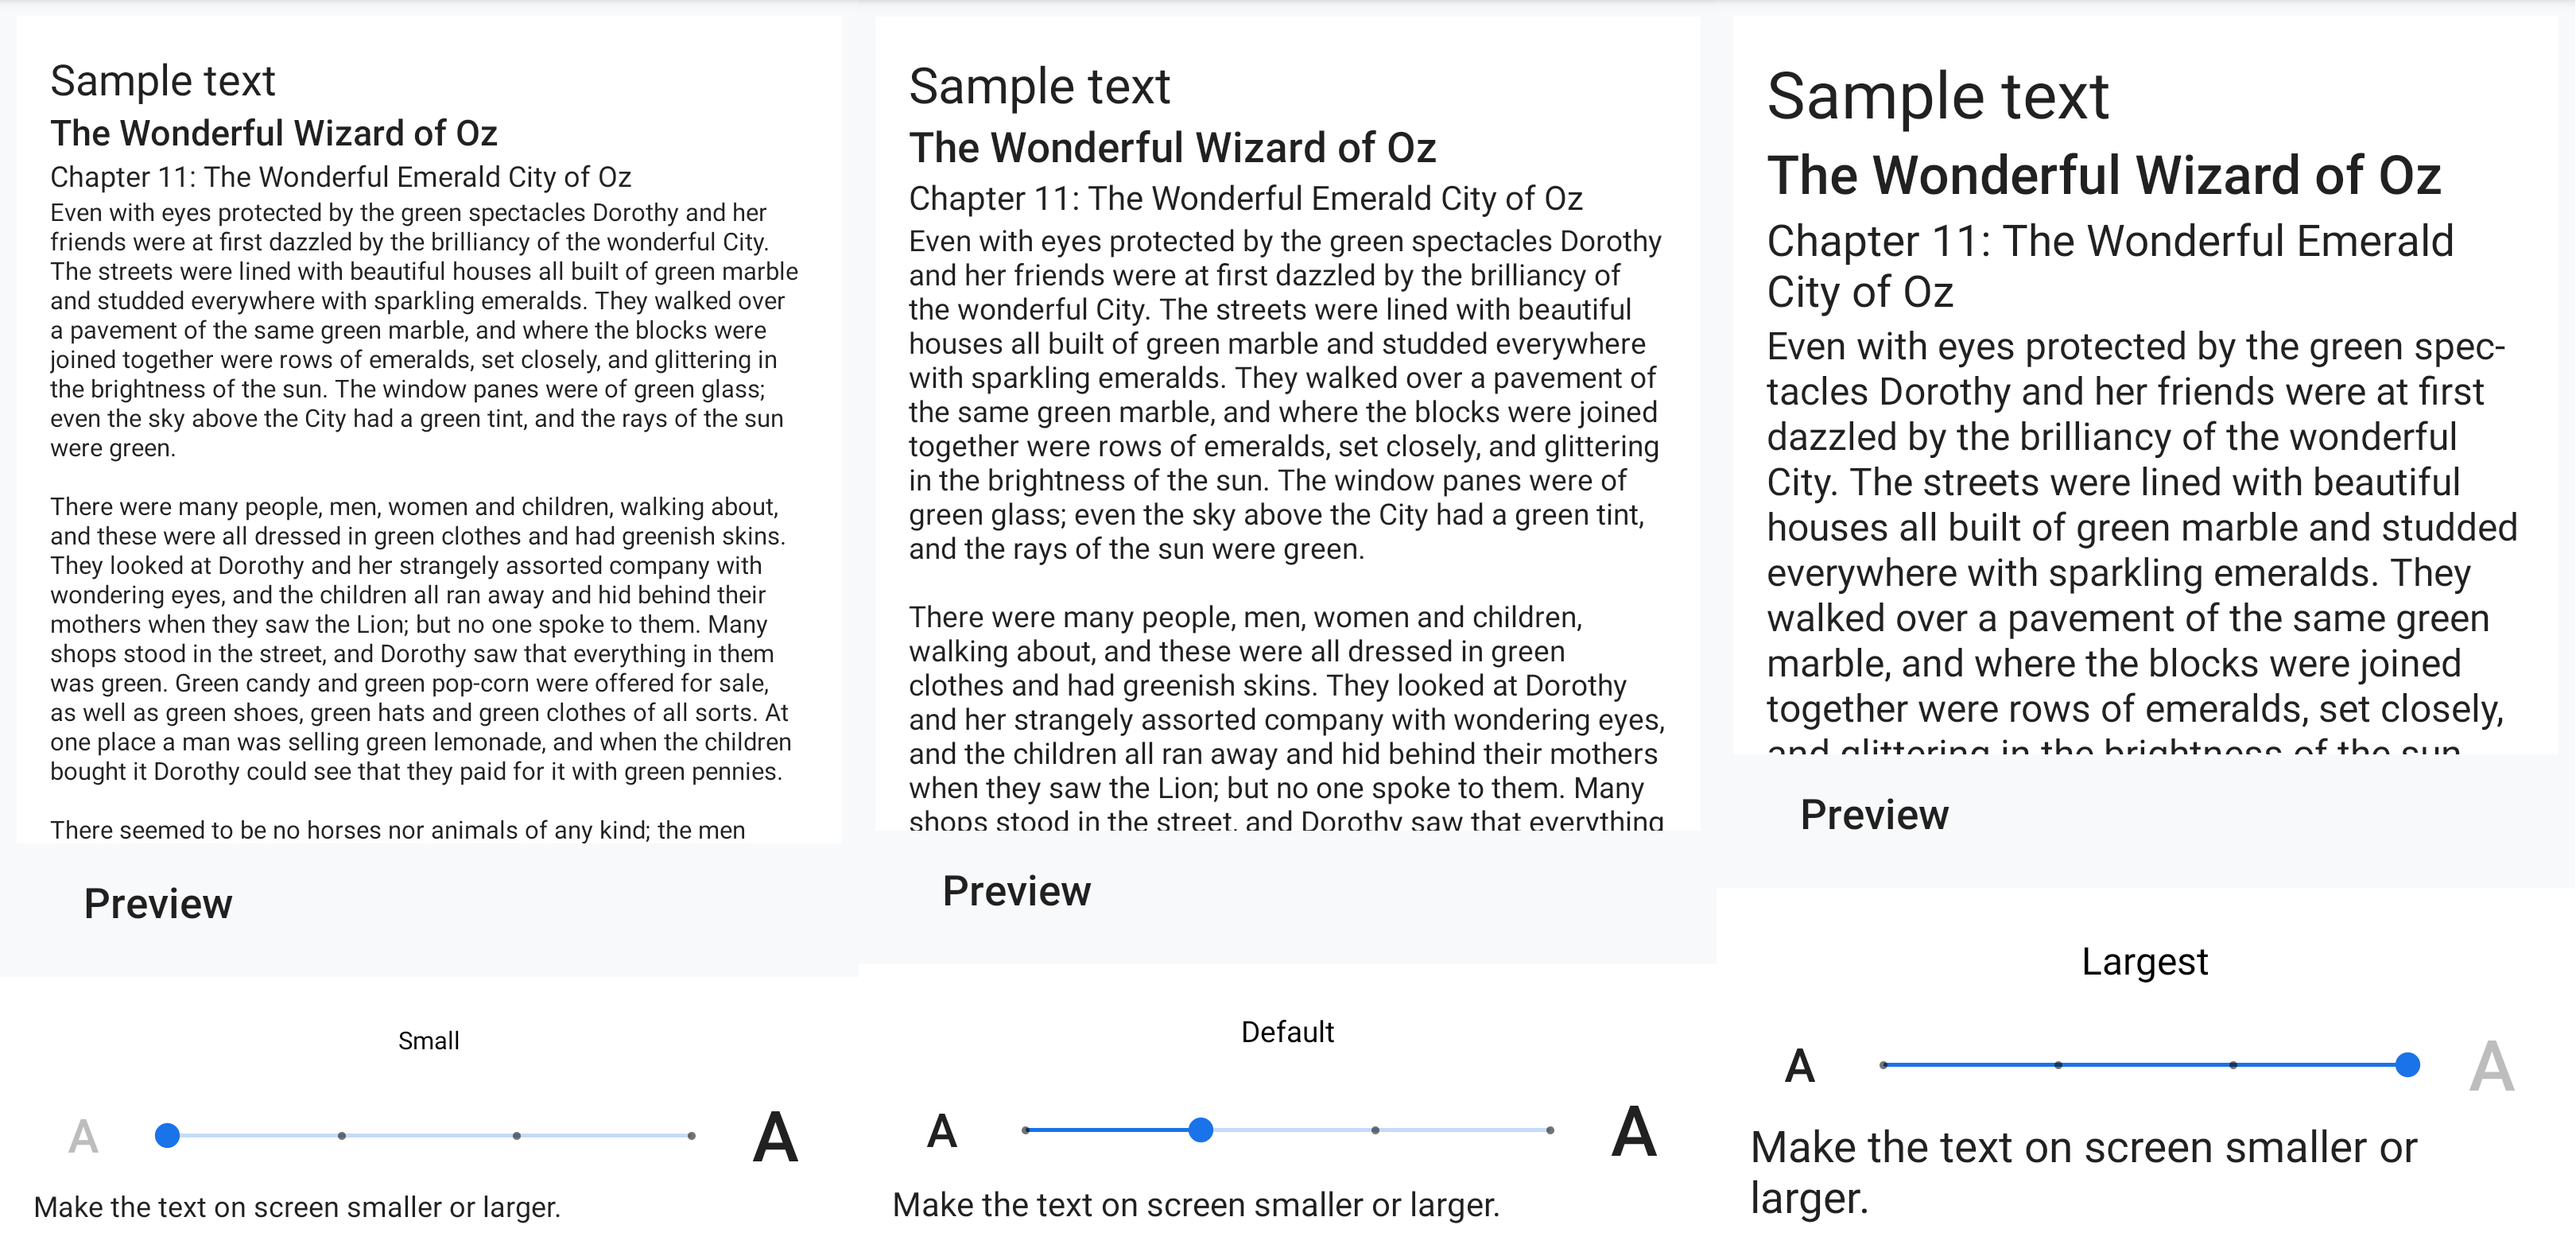 Sample text
The Wonderful Wizard of Oz
Chapter 11: The Wonderful Emerald City of Oz
Even with eyes protected by the green spectacles Dorothy and her
friends were at first dazzled by the brilliancy of the wonderful City.
The streets were lined with beautiful houses all built of green marble
and studded everywhere with sparkling emeralds. They walked over
a pavement of the same green marble, and where the blocks were
joined together were rows of emeralds, set closely, and glittering in
the brightness of the sun. The window panes were of green glass;
even the sky above the City had a green tint, and the rays of the sun
were green.
There were many people, men, women and children, walking about,
and these were all dressed in green clothes and had greenish skins.
They looked at Dorothy and her strangely assorted company with
wondering eyes, and the children all ran away and hid behind their
mothers when they saw the Lion; but no one spoke to them. Many
shops stood in the street, and Dorothy saw that everything in them
was green. Green candy and green pop-corn were offered for sale,
as well as green shoes, green hats and green clothes of all sorts. At
one place a man was selling green lemonade, and when the children
bought it Dorothy could see that they paid for it with green pennies.
There seemed to be no horses nor animals of any kind; the men
Preview
Small
A A
Make the text on screen smaller or larger.
Sample text
The Wonderful Wizard of Oz
Chapter 11: The Wonderful Emerald City of Oz
Even with eyes protected by the green spectacles Dorothy
and her friends were at first dazzled by the brilliancy of
the wonderful City. The streets were lined with beautiful
houses all built of green marble and studded everywhere
with sparkling emeralds. They walked over a pavement of
the same green marble, and where the blocks were joined
together were rows of emeralds, set closely, and glittering
in the brightness of the sun. The window panes were of
green glass; even the sky above the City had a green tint,
and the rays of the sun were green.
There were many people, men, women and children,
walking about, and these were all dressed in green
clothes and had greenish skins. They looked at Dorothy
and her strangely assorted company with wondering eyes,
and the children all ran away and hid behind their mothers
when they saw the Lion; but no one spoke to them. Many
shops stood in the street, and Dorothy saw that everything
Preview
Default
A A
Make the text on screen smaller or larger.
Sample text
The Wonderful Wizard of Oz
Chapter 11: The Wonderful Emerald
City of Oz
Even with eyes protected by the green spec-
tacles Dorothy and her friends were at first
dazzled by the brilliancy of the wonderful
City. The streets were lined with beautiful
houses all built of green marble and studded
everywhere with sparkling emeralds. They
walked over a pavement of the same green
marble, and where the blocks were joined
together were rows of emeralds, set closely,
and glittering in the brightness of the sun.
Preview
Largest
A A
Make the text on screen smaller or
larger.